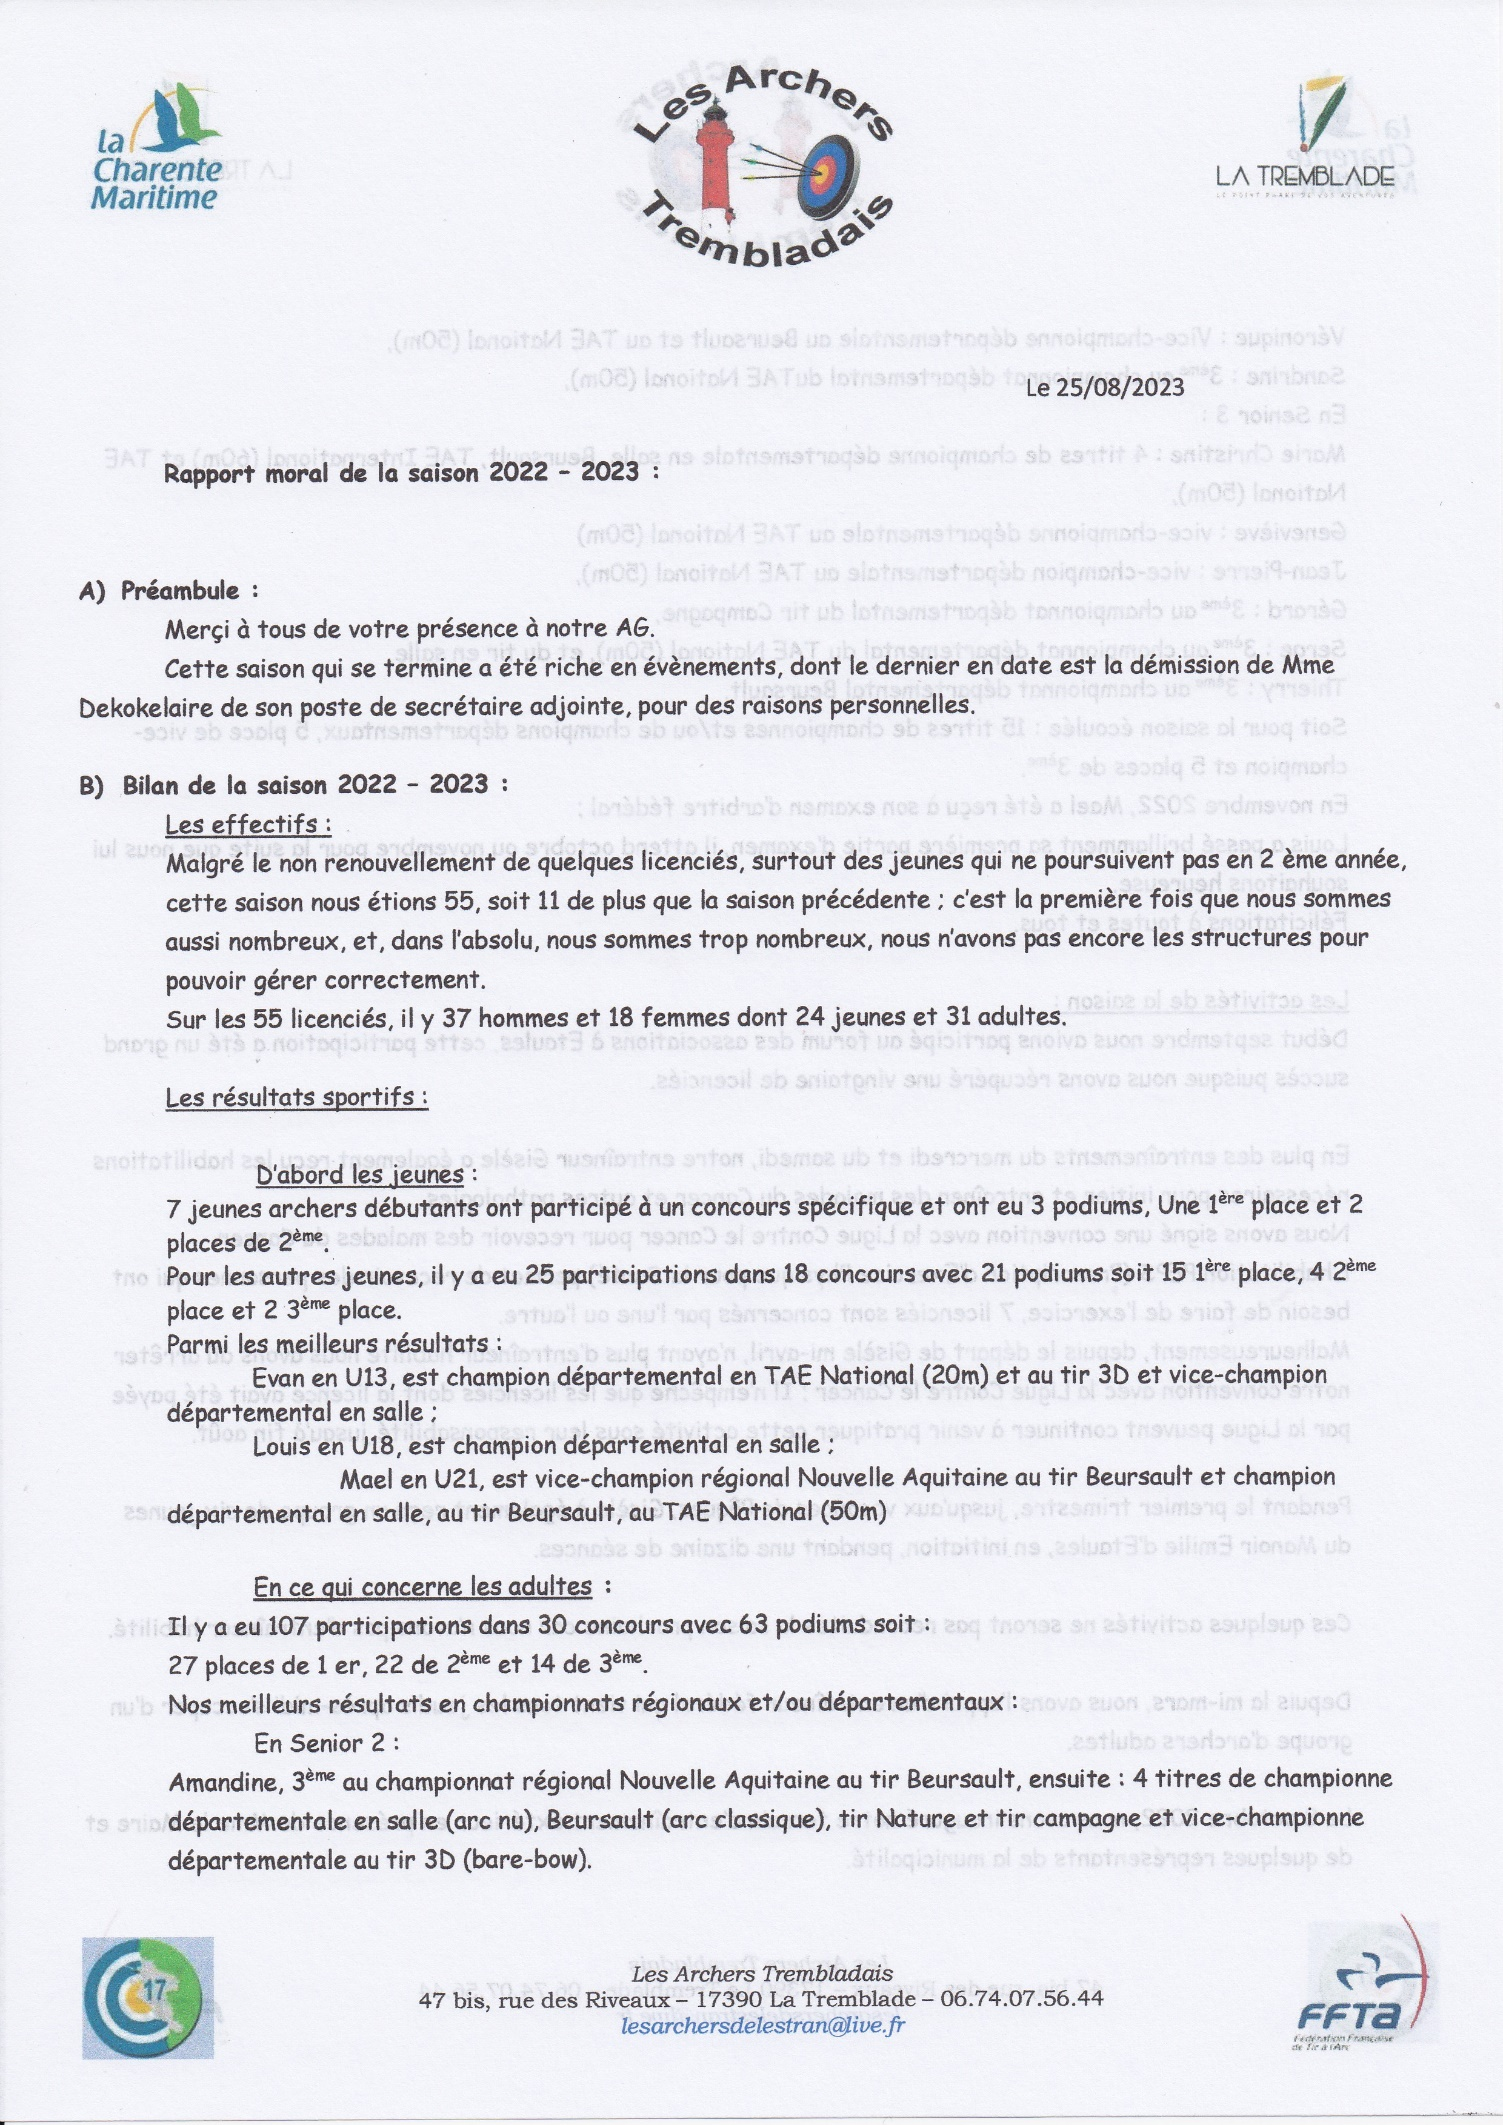 la
Charente
Maritime
Les Archers
Trembladais
LA TREMBLADE
Le 25/08/2023
Rapport moral de la saison 2022 – 2023 :
A) Préambule :
Merçi à tous de votre présence à notre AG.
Cette saison qui se termine a été riche en évènements, dont le dernier en date est la démission de Mme
Dekokelaire de son poste de secrétaire adjointe, pour des raisons personnelles.
B) Bilan de la saison 2022 – 2023 :
Les effectifs :
Malgré le non renouvellement de quelques licenciés, surtout des jeunes qui ne poursuivent pas en 2 ème année,
cette saison nous étions 55, soit 11 de plus que la saison précédente ; c'est la première fois que nous sommes
aussi nombreux, et, dans l'absolu, nous sommes trop nombreux, nous n'avons pas encore les structures pour
pouvoir gérer correctement.
Sur les 55 licenciés, il y 37 hommes et 18 femmes dont 24 jeunes et 31 adultes.
Les résultats sportifs :
D'abord les jeunes :
7 jeunes archers débutants ont participé à un concours spécifique et ont eu 3 podiums, Une 1ère place et 2
places de 2ème.
Pour les autres jeunes, il y a eu 25 participations dans 18 concours avec 21 podiums soit 15 1ère place, 4 2ème
place et 2 3ème place.
Parmi les meilleurs résultats :
Evan en U13, est champion départemental en TAE National (20m) et au tir 3D et vice-champion
départemental en salle ;
Louis en U18, est champion départemental en salle ;
Mael en U21, est vice-champion régional Nouvelle Aquitaine au tir Beursault et champion
départemental en salle, au tir Beursault, au TAE National (50m)
En ce qui concerne les adultes :
Il y a eu 107 participations dans 30 concours avec 63 podiums soit :
27 places de 1 er, 22 de 2ème et 14 de 3ème.
Nos meilleurs résultats en championnats régionaux et/ou départementaux :
En Senior 2 :
Amandine, 3ème au championnat régional Nouvelle Aquitaine au tir Beursault, ensuite : 4 titres de championne
départementale en salle (arc nu), Beursault (arc classique), tir Nature et tir campagne et vice-championne
départementale au tir 3D (bare-bow).
17
Les Archers Trembladais
47 bis, rue des Riveaux – 17390 La Tremblade – 06.74.07.56.44
lesarchersdelestran@live.fr
FFTA
Fédération Française
de Tir à l'Arc